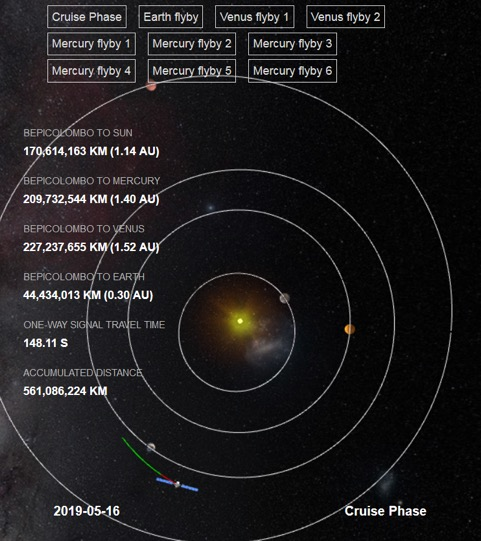 Cruise Phase Earth flyby Venus flyby 1 Venus flyby 2
Mercury flyby 1 Mercury flyby 2 Mercury flyby 3
Mercury flyby 4 Mercury flyby 5 Mercury flyby 6
BEPICOLOMBO TO SUN
170,614,163 KM (1.14 AU)
BEPICOLOMBO TO MERCURY
209,732,544 KM (1.40 AU)
BEPICOLOMBO TO VENUS
227,237,655 KM (1.52 AU)
BEPICOLOMBO TO EARTH
44,434,013 KM (0.30 AU)
ONE-WAY SIGNAL TRAVEL TIME
148.11 S
ACCUMULATED DISTANCE
561,086,224 KM
2019-05-16 Cruise Phase